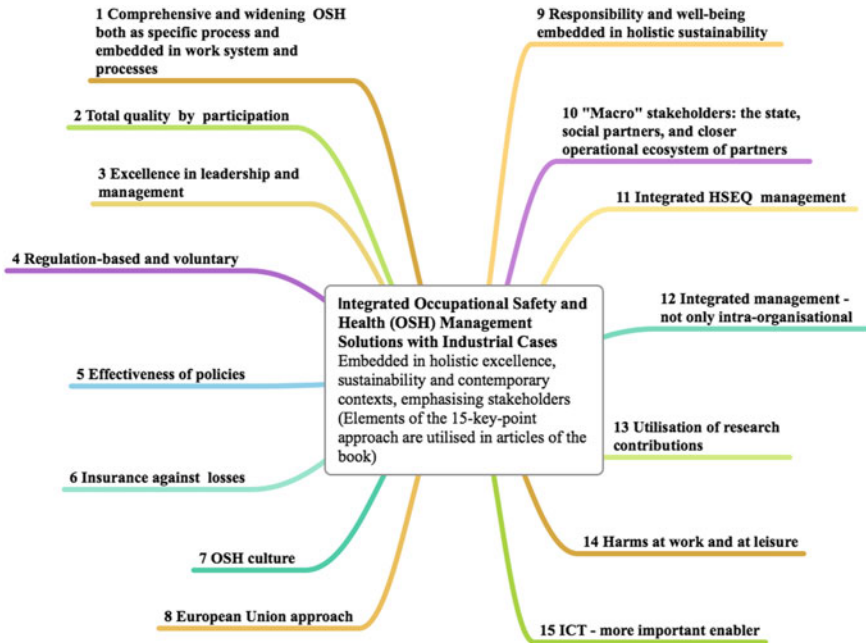 1 Comprehensive and widening OSH
both as specific process and
embedded in work system and
processes
2 Total quality by participation
3 Excellence in leadership and
management
4 Regulation-based and voluntary
5 Effectiveness of policies
6 Insurance against losses
7 OSH culture
8 European Union approach
9 Responsibility and well-being
embedded in holistic sustainability
10 "Macro" stakeholders: the state,
social partners, and closer
operational ecosystem of partners
11 Integrated HSEQ management
12 Integrated management -
not only intra-organisational
13 Utilisation of research
contributions
14 Harms at work and at leisure
15 ICT - more important enabler
Integrated Occupational Safety and
Health (OSH) Management
Solutions with Industrial Cases
Embedded in holistic excellence,
sustainability and contemporary
contexts, emphasising stakeholders
(Elements of the 15-key-point
approach are utilised in articles of the
book)